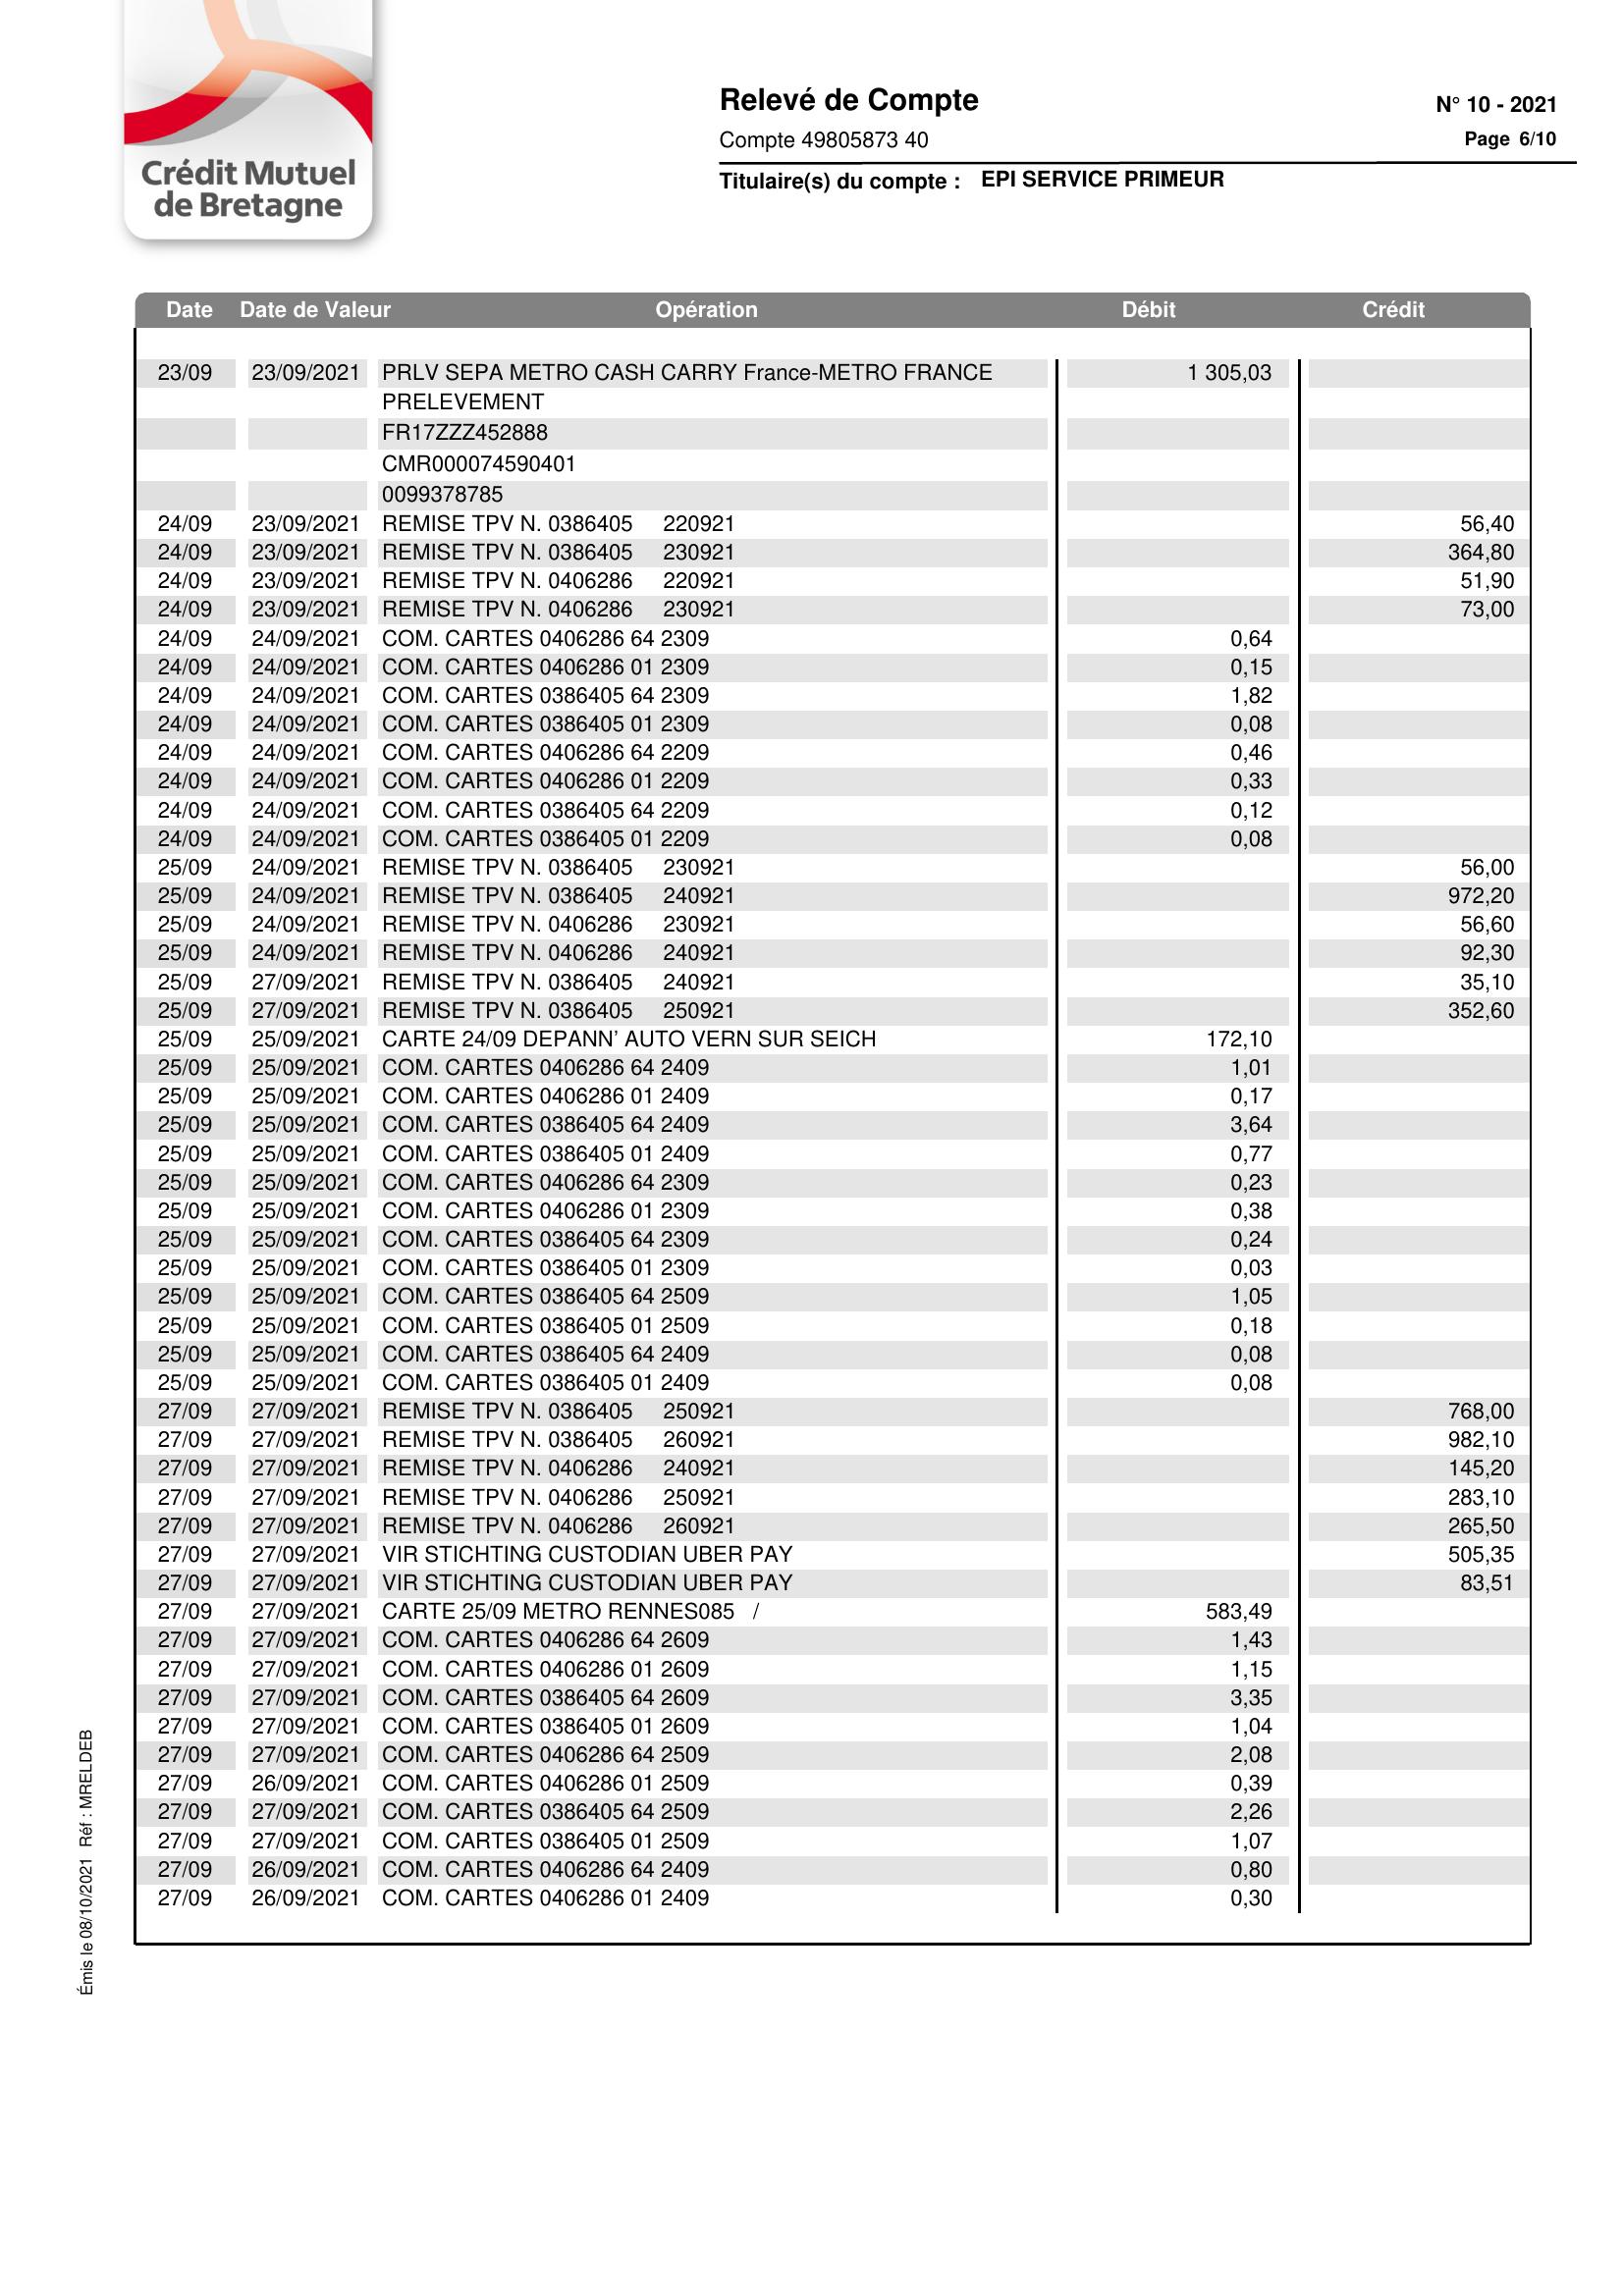 Crédit Mutuel
de Bretagne
Relevé de Compte
N° 10 - 2021
Compte 49805873 40
Page 6/10
Titulaire(s) du compte : EPI SERVICE PRIMEUR
Date Date de Valeur Opération Débit Crédit
23/09 23/09/2021 PRLV SEPA METRO CASH CARRY France-METRO FRANCE 1 305,03
PRELEVEMENT
FR17ZZZ452888
CMR000074590401
0099378785
24/09 23/09/2021 REMISE TPV N. 0386405 220921 56,40
24/09 23/09/2021 REMISE TPV N. 0386405 230921 364,80
24/09 23/09/2021 REMISE TPV N. 0406286 220921 51,90
24/09 23/09/2021 REMISE TPV N. 0406286 230921 73,00
24/09 24/09/2021 COM. CARTES 0406286 64 2309 0,64
24/09 24/09/2021 COM. CARTES 0406286 01 2309 0,15
24/09 24/09/2021 COM. CARTES 0386405 64 2309 1,82
24/09 24/09/2021 COM. CARTES 0386405 01 2309 0,08
24/09 24/09/2021 COM. CARTES 0406286 64 2209 0,46
24/09 24/09/2021 COM. CARTES 0406286 01 2209 0,33
24/09 24/09/2021 COM. CARTES 0386405 64 2209 0,12
24/09 24/09/2021 COM. CARTES 0386405 01 2209 0,08
25/09 24/09/2021 REMISE TPV N. 0386405 230921 56,00
25/09 24/09/2021 REMISE TPV N. 0386405 240921 972,20
25/09 24/09/2021 REMISE TPV N. 0406286 230921 56,60
25/09 24/09/2021 REMISE TPV N. 0406286 240921 92,30
25/09 27/09/2021 REMISE TPV N. 0386405 240921 35,10
25/09 27/09/2021 REMISE TPV N. 0386405 250921 352,60
25/09 25/09/2021 CARTE 24/09 DEPANN' AUTO VERN SUR SEICH 172,10
25/09 25/09/2021 COM. CARTES 0406286 64 2409 1,01
25/09 25/09/2021 COM. CARTES 0406286 01 2409 0,17
25/09 25/09/2021 COM. CARTES 0386405 64 2409 3,64
25/09 25/09/2021 COM. CARTES 0386405 01 2409 0,77
25/09 25/09/2021 COM. CARTES 0406286 64 2309 0,23
25/09 25/09/2021 COM. CARTES 0406286 01 2309 0,38
25/09 25/09/2021 COM. CARTES 0386405 64 2309 0,24
25/09 25/09/2021 COM. CARTES 0386405 01 2309 0,03
25/09 25/09/2021 COM. CARTES 0386405 64 2509 1,05
25/09 25/09/2021 COM. CARTES 0386405 01 2509 0,18
25/09 25/09/2021 COM. CARTES 0386405 64 2409 0,08
25/09 25/09/2021 COM. CARTES 0386405 01 2409 0,08
27/09 27/09/2021 REMISE TPV N. 0386405 250921 768,00
27/09 27/09/2021 REMISE TPV N. 0386405 260921 982,10
27/09 27/09/2021 REMISE TPV N. 0406286 240921 145,20
27/09 27/09/2021 REMISE TPV N. 0406286 250921 283,10
27/09 27/09/2021 REMISE TPV N. 0406286 260921 265,50
27/09 27/09/2021 VIR STICHTING CUSTODIAN UBER PAY 505,35
27/09 27/09/2021 VIR STICHTING CUSTODIAN UBER PAY 83,51
27/09 27/09/2021 CARTE 25/09 METRO RENNES085 / 583,49
27/09 27/09/2021 COM. CARTES 0406286 64 2609 1,43
27/09 27/09/2021 COM. CARTES 0406286 01 2609 1,15
27/09 27/09/2021 COM. CARTES 0386405 64 2609 3,35
27/09 27/09/2021 COM. CARTES 0386405 01 2609 1,04
27/09 27/09/2021 COM. CARTES 0406286 64 2509 2,08
27/09 26/09/2021 COM. CARTES 0406286 01 2509 0,39
27/09 27/09/2021 COM. CARTES 0386405 64 2509 2,26
27/09 27/09/2021 COM. CARTES 0386405 01 2509 1,07
27/09 26/09/2021 COM. CARTES 0406286 64 2409 0,80
27/09 26/09/2021 COM. CARTES 0406286 01 2409 0,30
Émis le 08/10/2021 Réf : MRELDEB